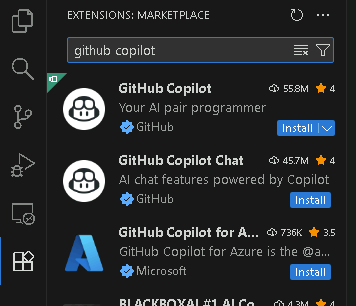 EXTENSIONS: MARKETPLACE
github copilot
GitHub Copilot 55.8M 4
Your AI pair programmer
GitHub Install
GitHub Copilot Chat 45.7M 4
AI chat features powered by Copilot
GitHub Install
GitHub Copilot for A... 736K 3.5
GitHub Copilot for Azure is the @a...
Microsoft Install
BLACKBOXAI #1 AI Co... 4.3M 4